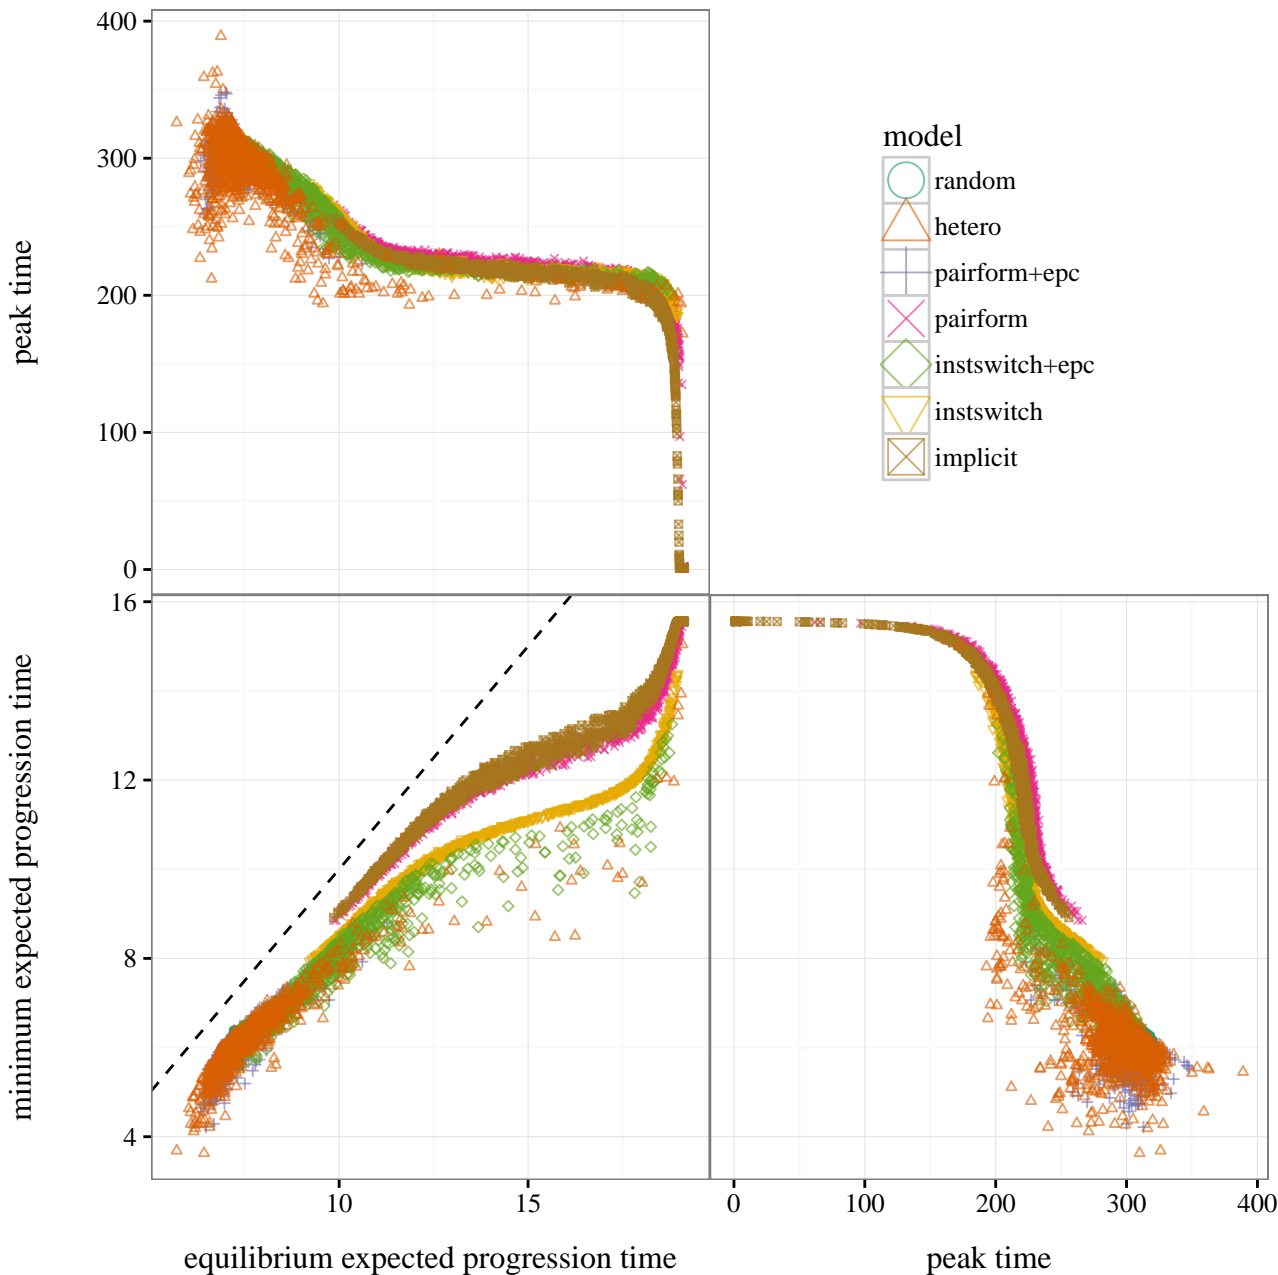 400
300
200
100
0
peak time
model
random
hetero
pairform+epc
pairform
instswitch+epc
instswitch
implicit
16
12
8
4
minimum expected progression time
10 15
0 100 200 300 400
equilibrium expected progression time
peak time